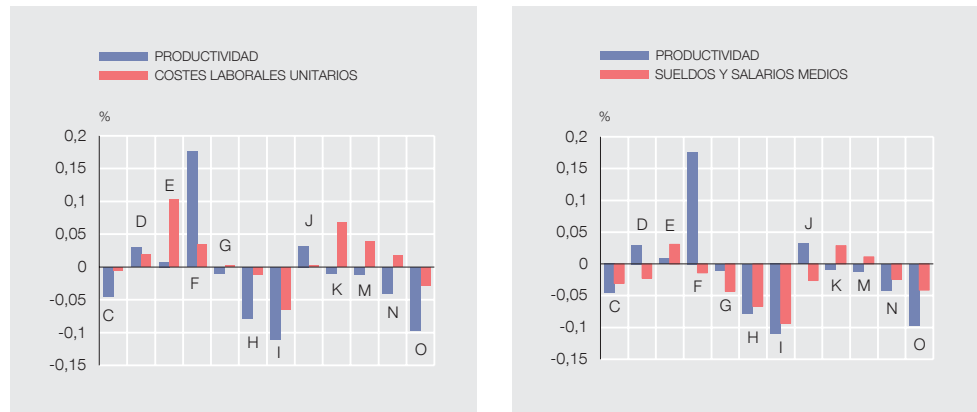 PRODUCTIVIDAD
COSTES LABORALES UNITARIOS
%
0,2
0,15
0,1
0,05
0
-0,05
-0,1
-0,15
C
D
E
F
G
H
I
J
K
M
N
O
PRODUCTIVIDAD
SUELDOS Y SALARIOS MEDIOS
%
0,2
0,15
0,1
0,05
0
-0,05
-0,1
-0,15
C
D
E
F
G
H
I
J
K
M
N
O